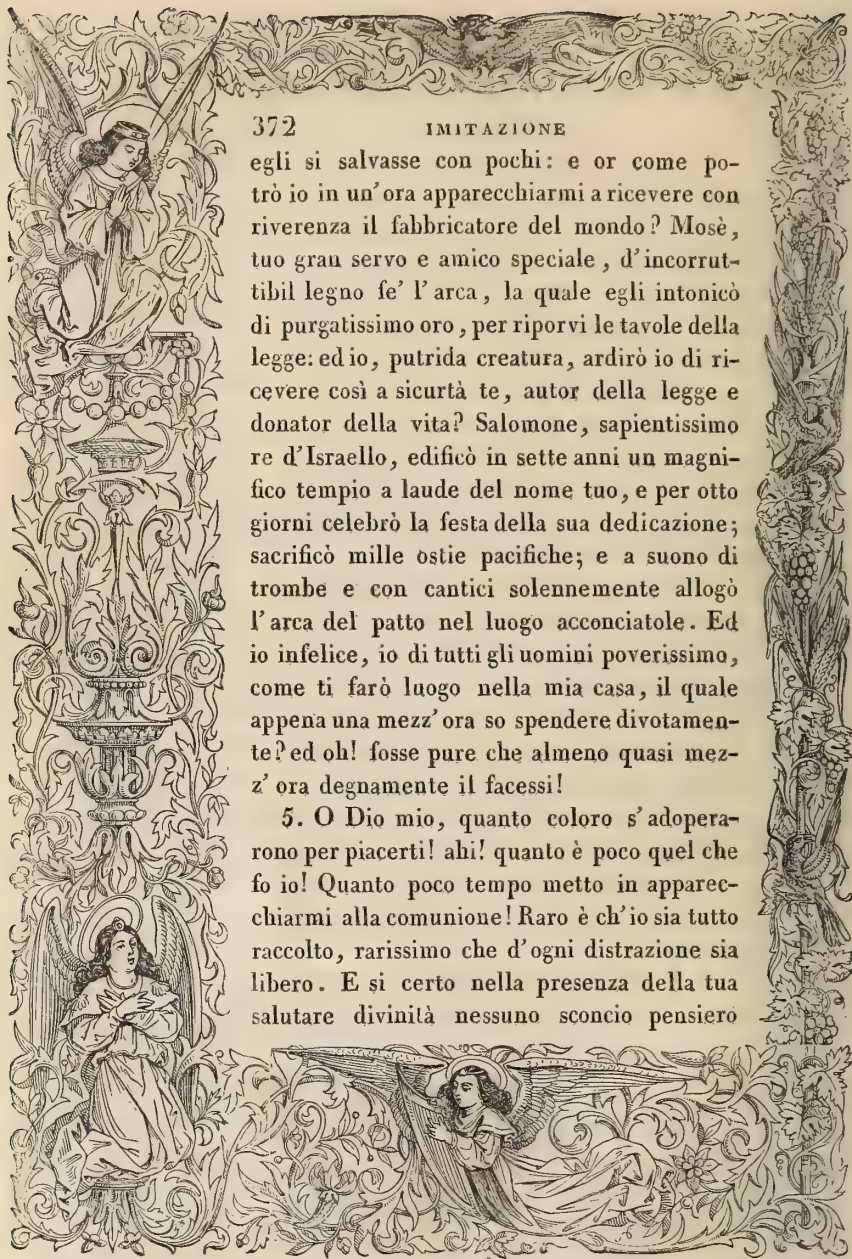 372 IMITAZIONE
egli si salvasse con pochi: e or come po-
trò io in un' ora apparecchiarmi a ricevere con
riverenza il fabbricatore del mondo? Mosè,
tuo gran servo e amico speciale, d'incorrut-
tibil legno fe' l'arca, la quale egli intonicò
di purgatissimo oro, per riporvi le tavole della
legge: ed io, putrida creatura, ardirò io di ri-
cevere così a sicurtà te, autor della legge e
donator della vita? Salomone, sapientissimo
re d'Israello, edificò in sette anni un magni-
fico tempio a laude del nome tuo, e per otto
giorni celebrò la festa della sua dedicazione;
sacrificò mille ostie pacifiche; e a suono di
trombe e con cantici solennemente allogò
l'arca del patto nel luogo acconciatole. Ed
io infelice, io di tutti gli uomini poverissimo,
come ti farò luogo nella mia casa, il quale
appena una mezz' ora so spendere divotamen-
te? ed oh! fosse pure che almeno quasi mez-
z' ora degnamente il facessi!
5. O Dio mio, quanto coloro s'adopera-
rono per piacerti! ahi! quanto è poco quel che
fo io! Quanto poco tempo metto in apparec-
chiarmi alla comunione! Raro è ch'io sia tutto
raccolto, rarissimo che d'ogni distrazione sia
libero. E si certo nella presenza della tua
salutare divinità nessuno sconcio pensiero